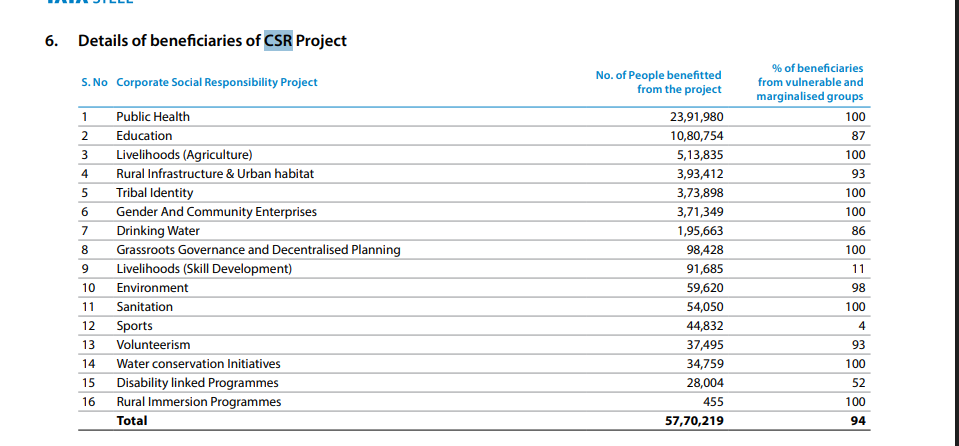 6. Details of beneficiaries of CSR Project
S. No Corporate Social Responsibility Project No. of People benefitted from the project % of beneficiaries from vulnerable and marginalised groups
1 Public Health 23,91,980 100
2 Education 10,80,754 87
3 Livelihoods (Agriculture) 5,13,835 100
4 Rural Infrastructure & Urban habitat 3,93,412 93
5 Tribal Identity 3,73,898 100
6 Gender And Community Enterprises 3,71,349 100
7 Drinking Water 1,95,663 86
8 Grassroots Governance and Decentralised Planning 98,428 100
9 Livelihoods (Skill Development) 91,685 11
10 Environment 59,620 98
11 Sanitation 54,050 100
12 Sports 44,832 4
13 Volunteerism 37,495 93
14 Water conservation Initiatives 34,759 100
15 Disability linked Programmes 28,004 52
16 Rural Immersion Programmes 455 100
Total 57,70,219 94